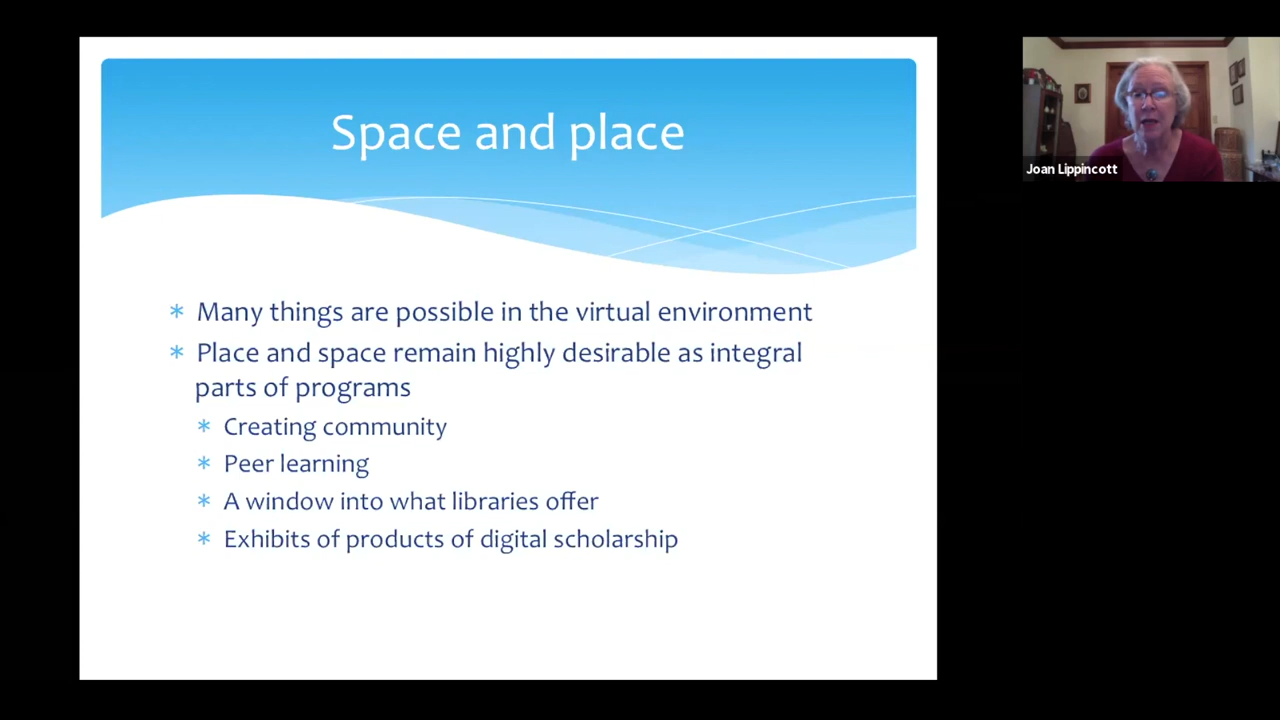 Space and place
* Many things are possible in the virtual environment
* Place and space remain highly desirable as integral
parts of programs
* Creating community
* Peer learning
* A window into what libraries offer
* Exhibits of products of digital scholarship
Joan Lippincott